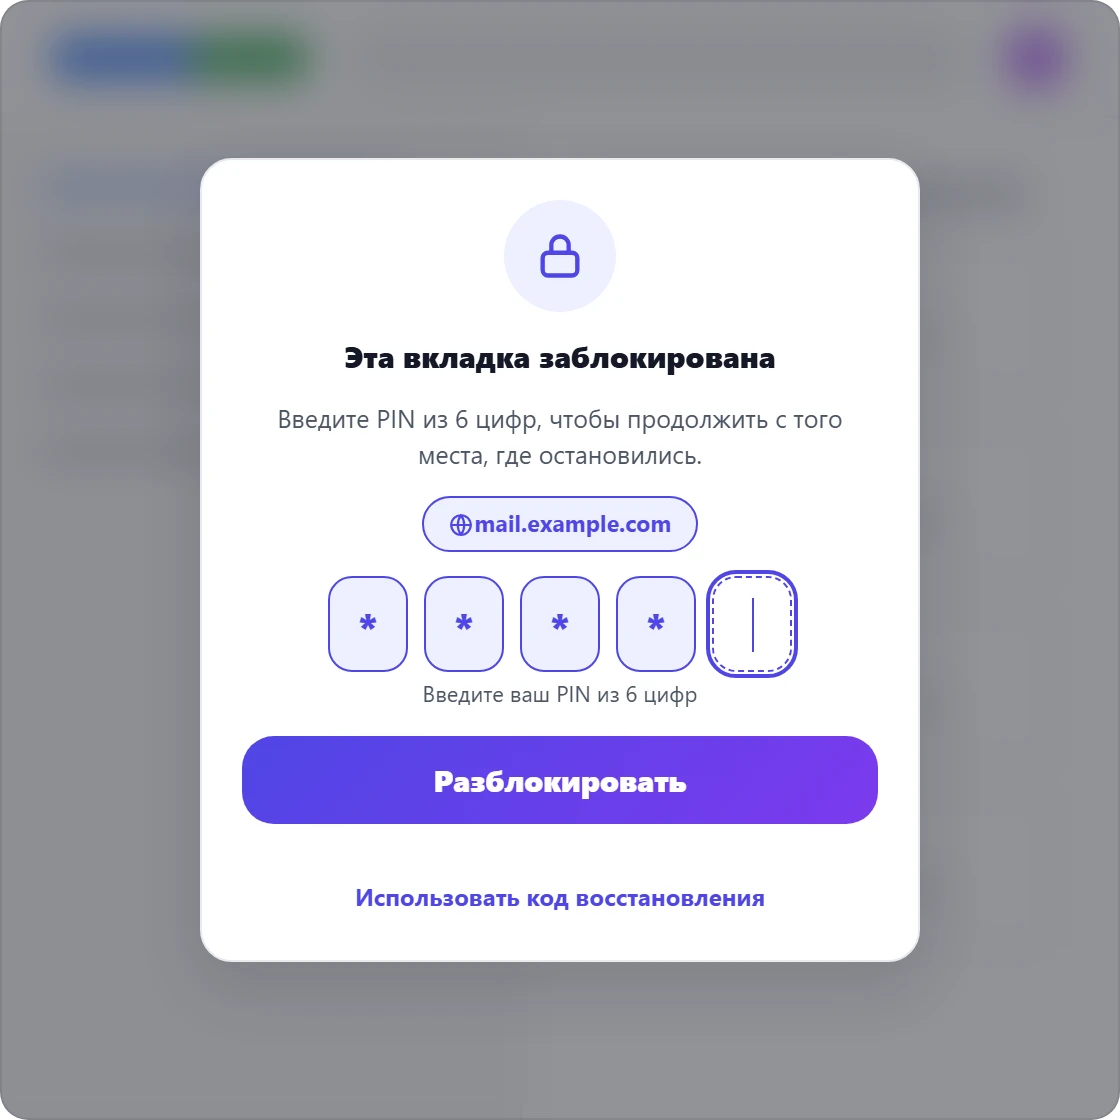 Эта вкладка заблокирована
Введите PIN из 6 цифр, чтобы продолжить с того
места, где остановились.
mail.example.com
* * * *
Введите ваш PIN из 6 цифр
Разблокировать
Использовать код восстановления